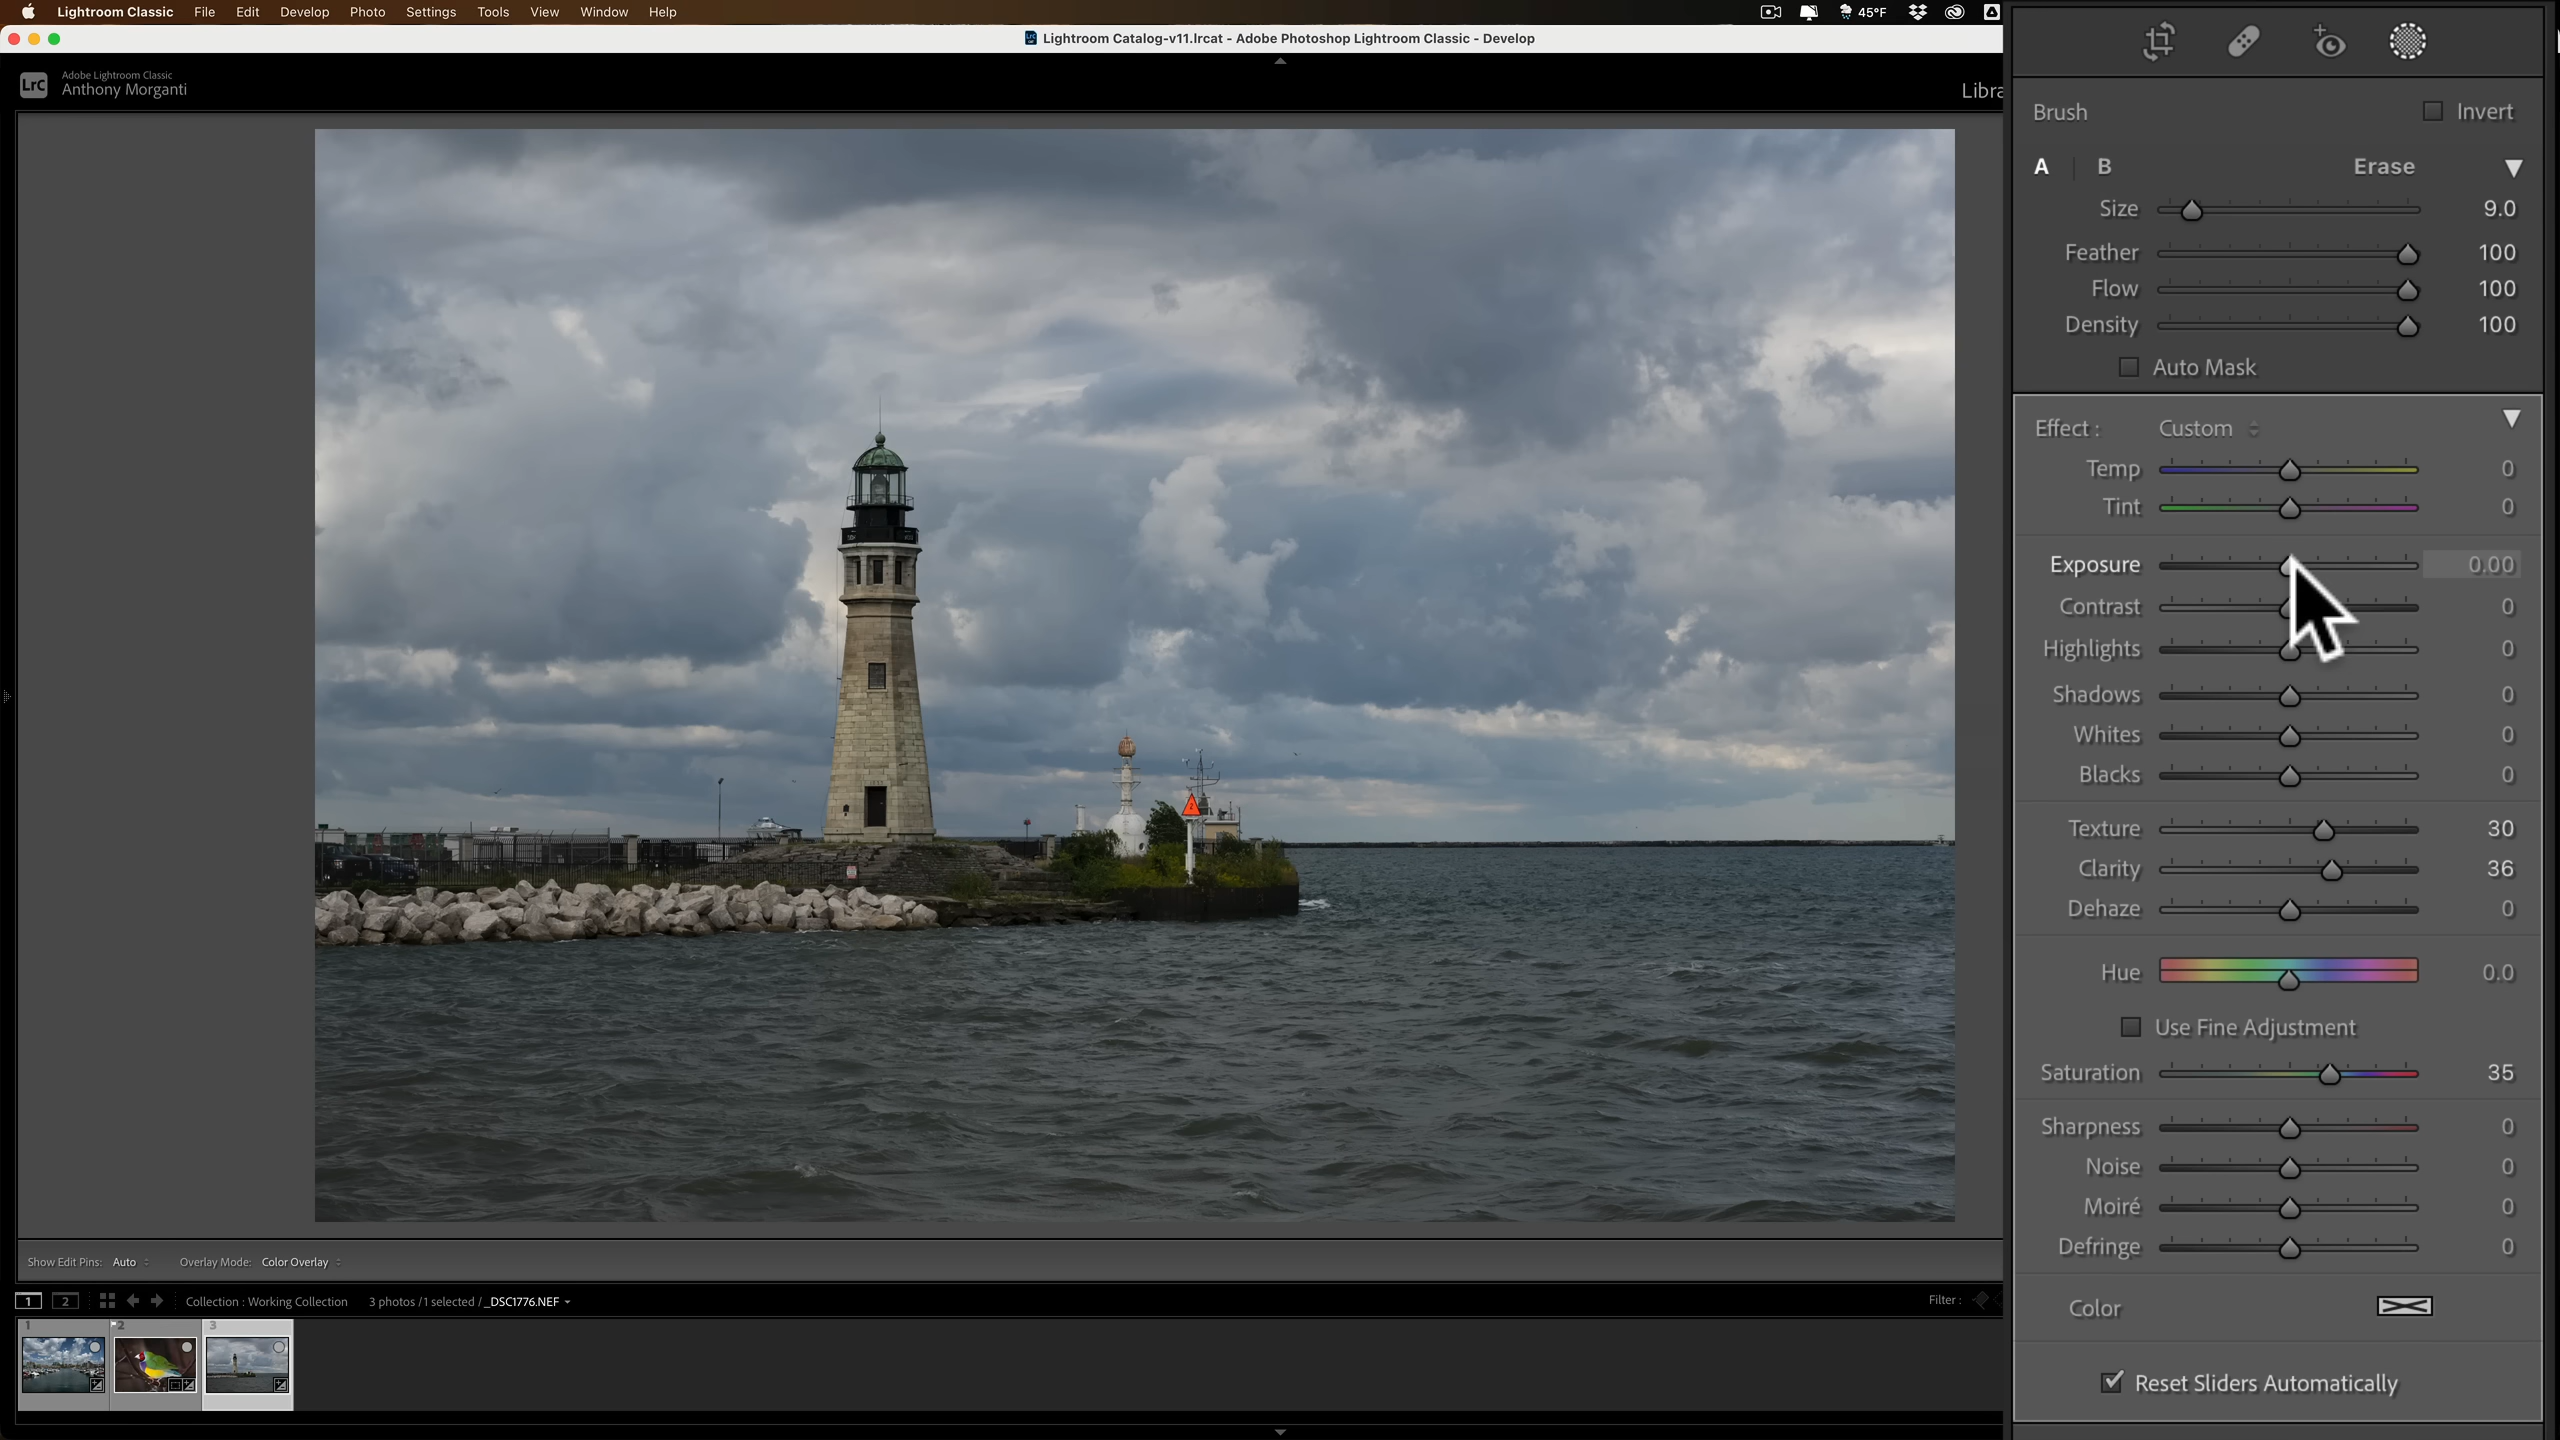 Lightroom Classic File Edit Develop Photo Settings Tools View Window Help 45°F
Lightroom Catalog-v11.lrcat - Adobe Photoshop Lightroom Classic - Develop
LrC
Adobe Lightroom Classic
Anthony Morganti
Libra
Brush Invert
A B Erase
Size 9.0
Feather 100
Flow 100
Density 100
Auto Mask
Effect : Custom
Temp 0
Tint 0
Exposure 0.00
Contrast 0
Highlights 0
Shadows 0
Whites 0
Blacks 0
Texture 30
Clarity 36
Dehaze 0
Hue 0.0
Use Fine Adjustment
Saturation 35
Sharpness 0
Noise 0
Moiré 0
Defringe 0
Color
Reset Sliders Automatically
2
Show Edit Pins: Auto Overlay Mode: Color Overlay
1 2 Collection : Working Collection 3 photos / 1 selected / _DSC1776.NEF Filter :
1 2 3